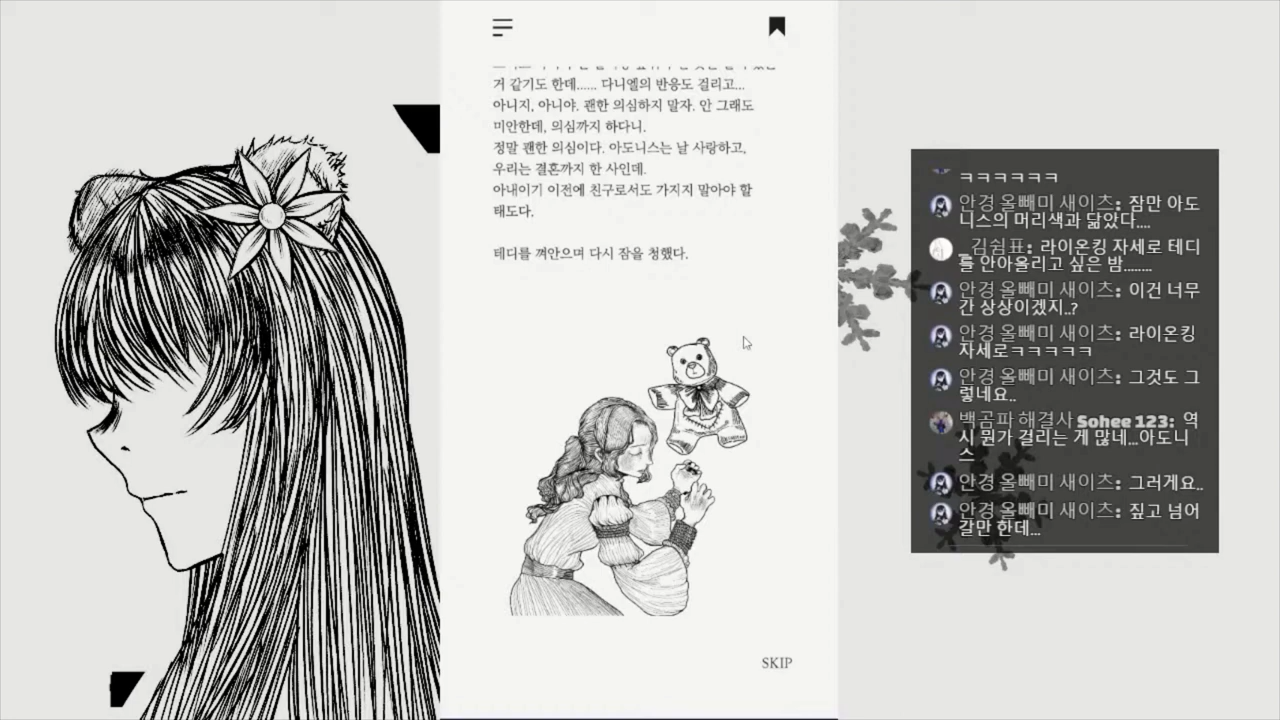 거 같기도 한데...... 다니엘의 반응도 걸리고...
아니지, 아니야. 괜한 의심하지 말자. 안 그래도
미안한데, 의심까지 하다니.
정말 괜한 의심이다. 아도니스는 날 사랑하고,
우리는 결혼까지 한 사인데.
아내이기 이전에 친구로서도 가지지 말아야 할
태도다.
테디를 껴안으며 다시 잠을 청했다.
SKIP
ㅋㅋㅋㅋㅋㅋ
안경 올빼미 새이츠: 잠만 아도
니스의 머리색과 닮았다....
_김쉼표: 라이온킹 자세로 테디
를 안아올리고 싶은 밤........
안경 올빼미 새이츠: 이건 너무
간 상상이겠지..?
안경 올빼미 새이츠: 라이온킹
자세로ㅋㅋㅋㅋㅋ
안경 올빼미 새이츠: 그것도 그
렇네요..
백곰파 해결사 Sohee 123: 역
시 뭔가 걸리는 게 많네...아도니
스
안경 올빼미 새이츠: 그러게요..
안경 올빼미 새이츠: 짚고 넘어
갈만 한데...